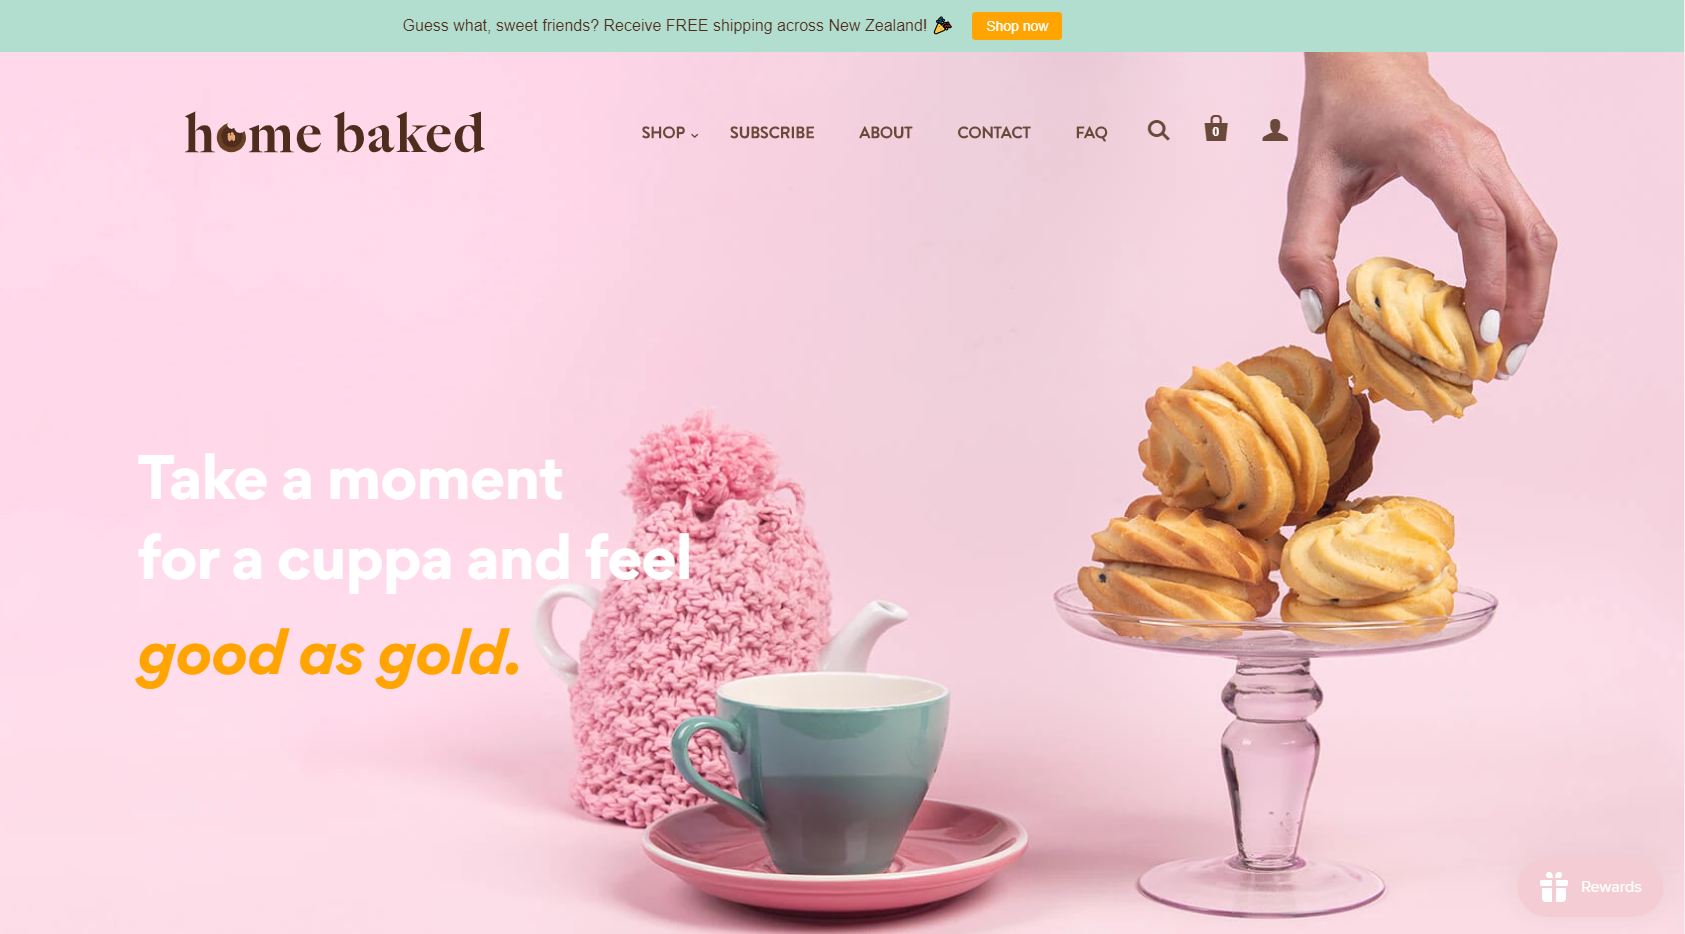 Guess what, sweet friends? Receive FREE shipping across New Zealand! 🎉 Shop now
home baked
SHOP SUBSCRIBE ABOUT CONTACT FAQ 0
Take a moment
for a cuppa and feel
good as gold.
Rewards